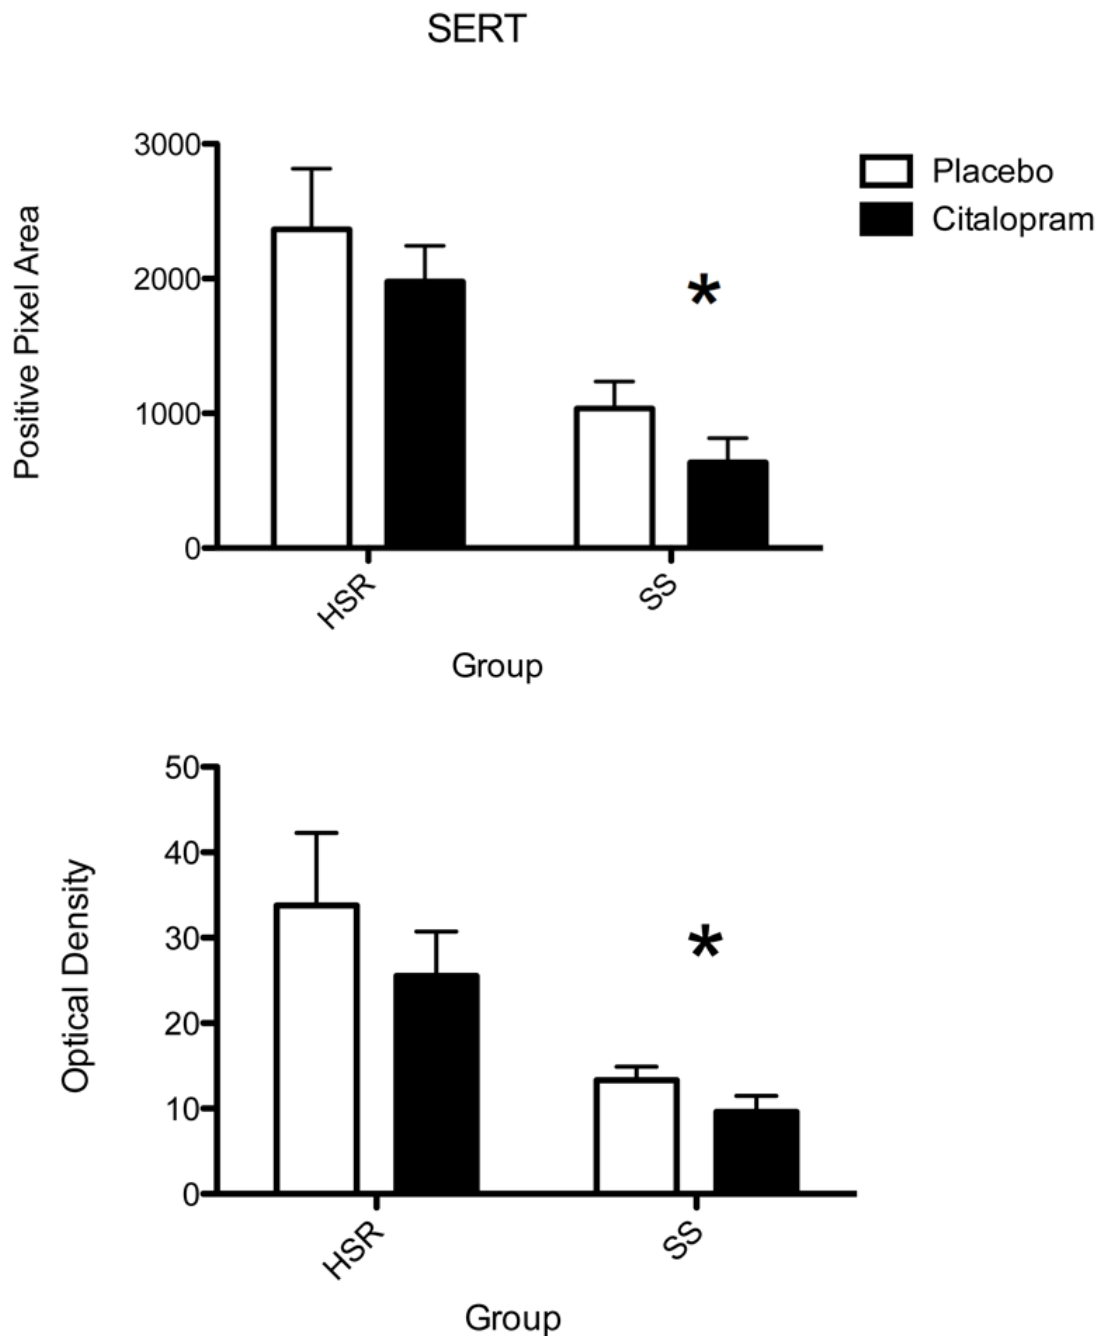 SERT
3000
2000
1000
0
Positive Pixel Area
Placebo
Citalopram
*
HSR
SS
Group
50
40
30
20
10
0
Optical Density
*
HSR
SS
Group